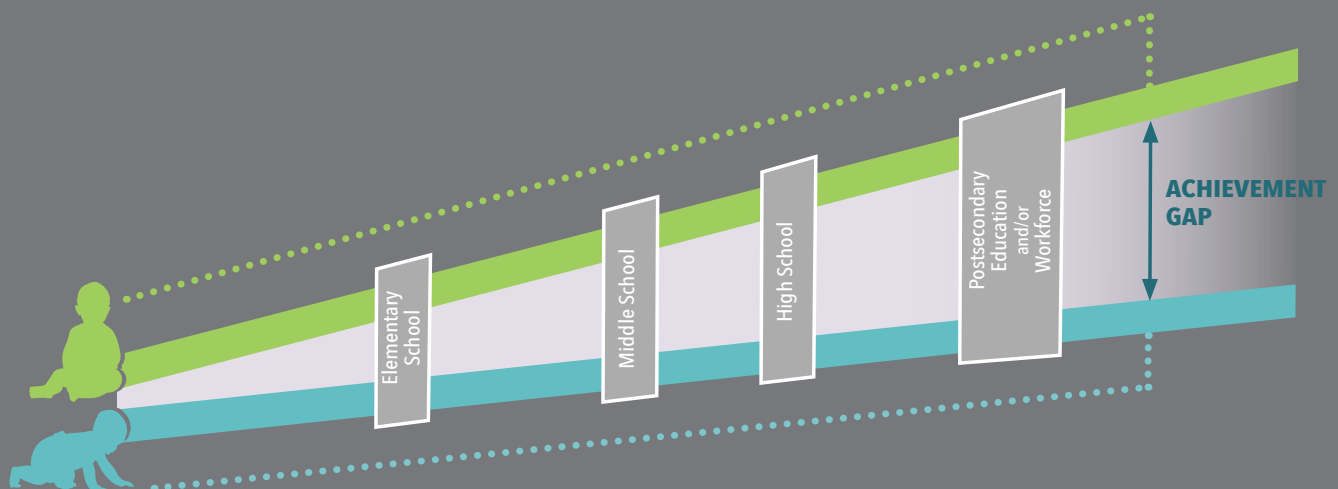 Elementary
School
Middle School
High School
Postsecondary
Education
and/or
Workforce
ACHIEVEMENT
GAP